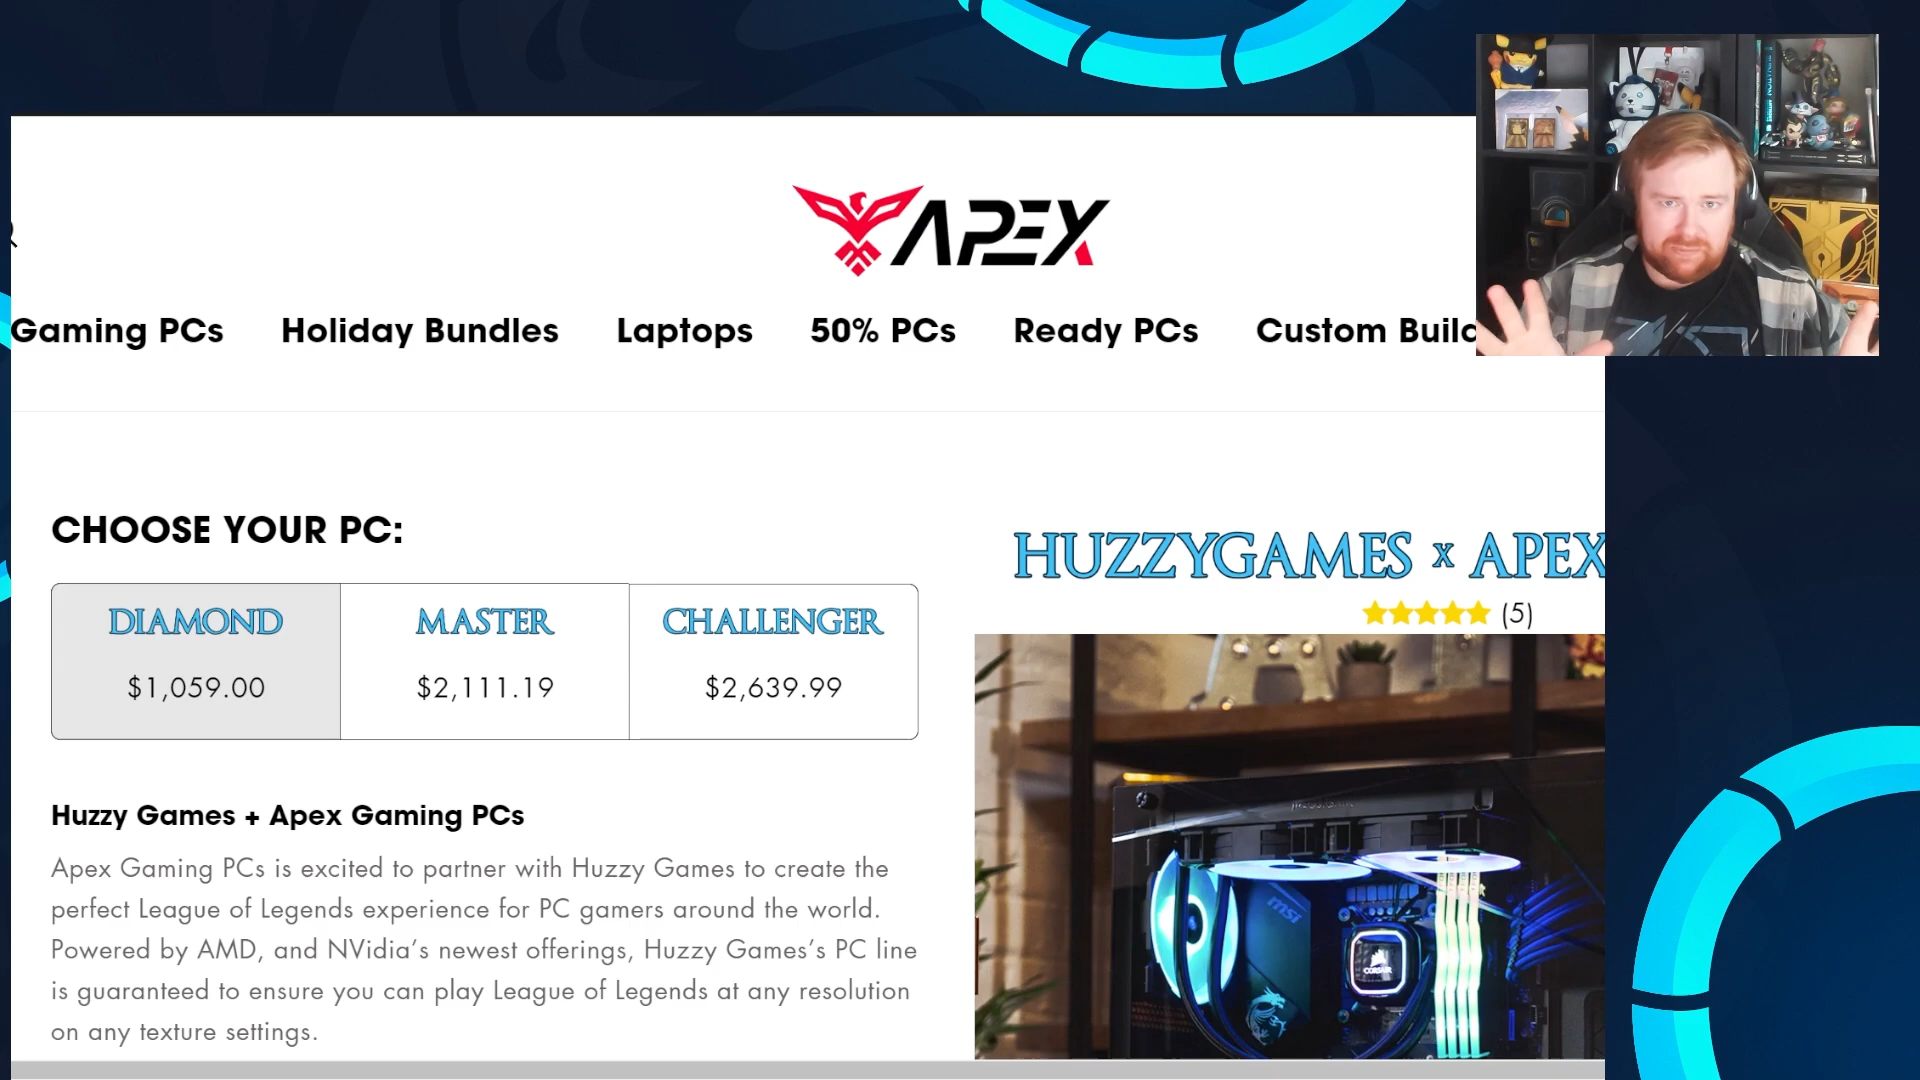 APEX
Gaming PCs Holiday Bundles Laptops 50% PCs Ready PCs Custom Build
CHOOSE YOUR PC:
DIAMOND MASTER CHALLENGER
$1,059.00 $2,111.19 $2,639.99
HUZZYGAMES x APEX
(5)
Huzzy Games + Apex Gaming PCs
Apex Gaming PCs is excited to partner with Huzzy Games to create the
perfect League of Legends experience for PC gamers around the world.
Powered by AMD, and NVidia’s newest offerings, Huzzy Games’s PC line
is guaranteed to ensure you can play League of Legends at any resolution
on any texture settings.
msi
CORSAIR